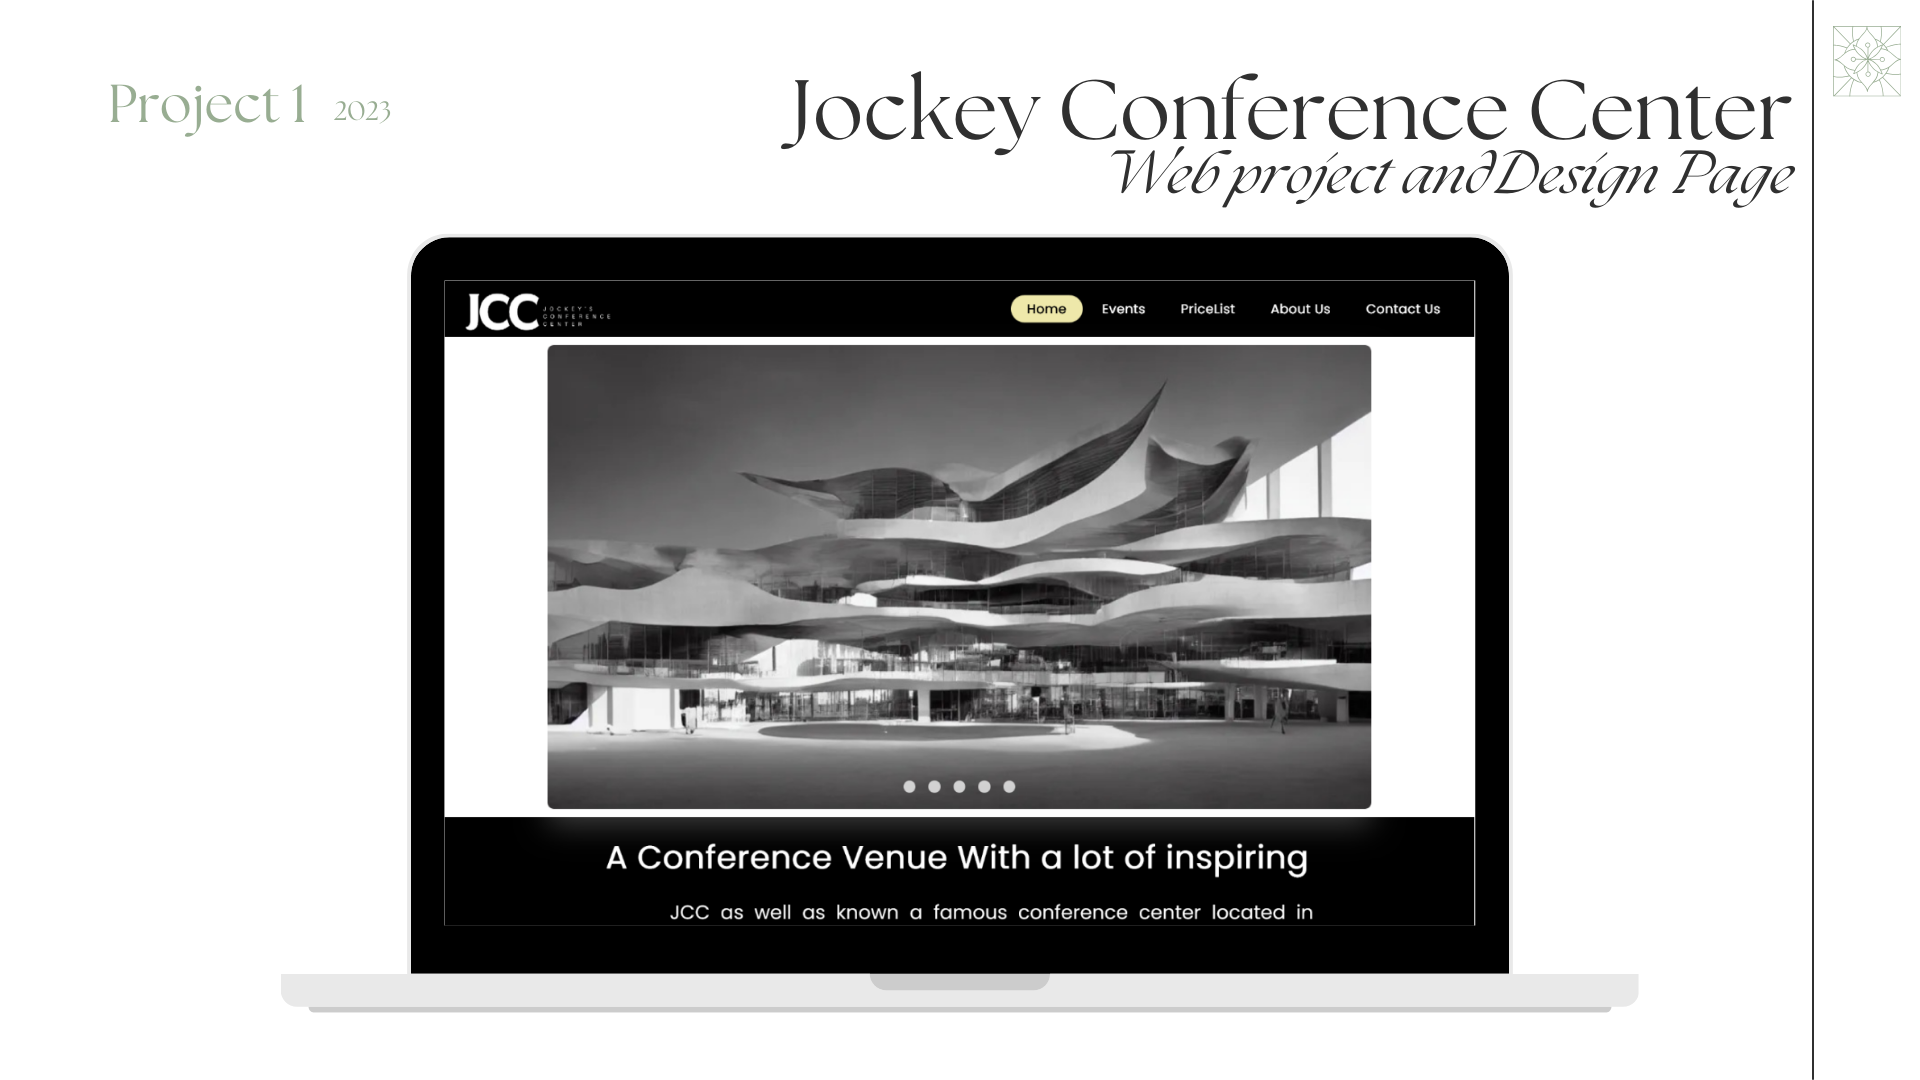 Project 1 2023
Jockey Conference Center
Web project and Design Page
JCC
JOCKEY'S
CONFERENCE
CENTER
Home Events PriceList About Us Contact Us
A Conference Venue With a lot of inspiring
JCC as well as known a famous conference center located in